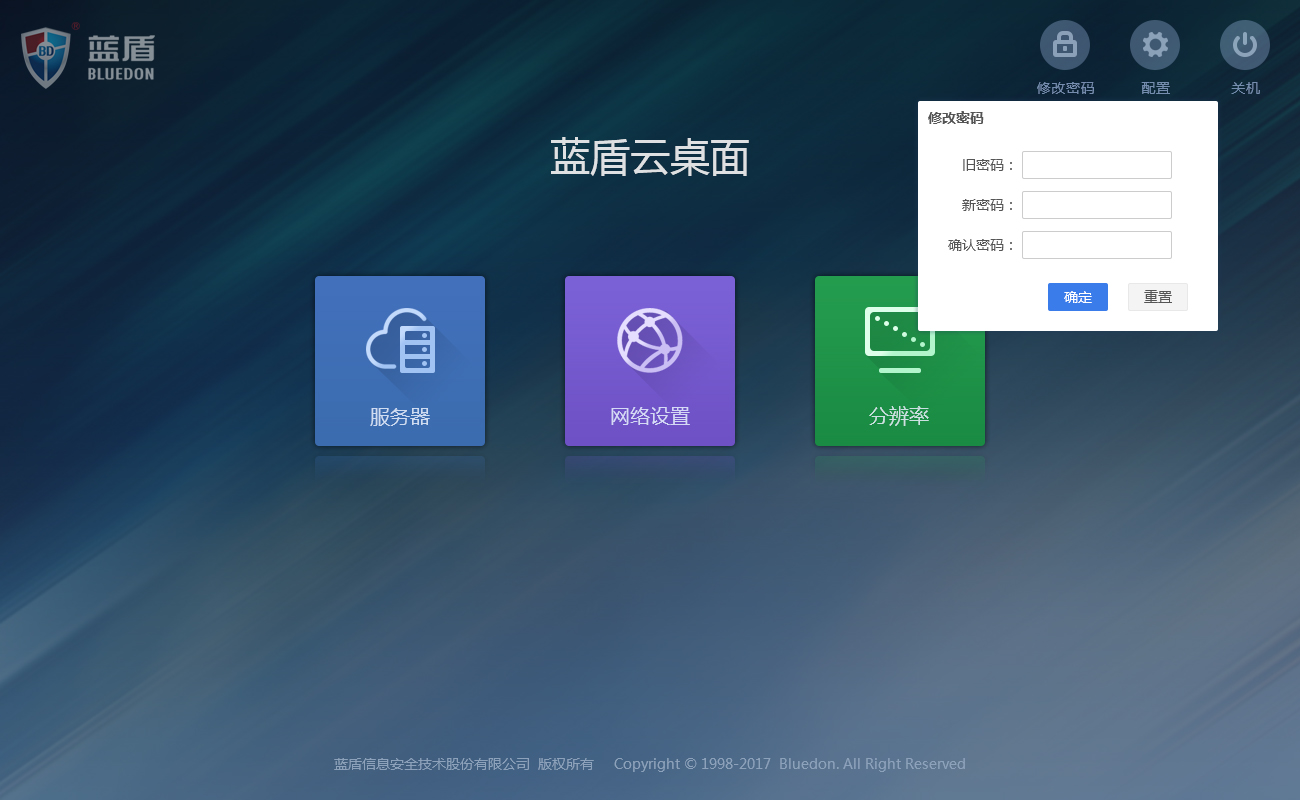 BD
®
蓝盾
BLUEDON
修改密码
配置
关机
蓝盾云桌面
修改密码
旧密码：
新密码：
确认密码：
确定
重置
服务器
网络设置
分辨率
蓝盾信息安全技术股份有限公司 版权所有 Copyright © 1998-2017 Bluedon. All Right Reserved